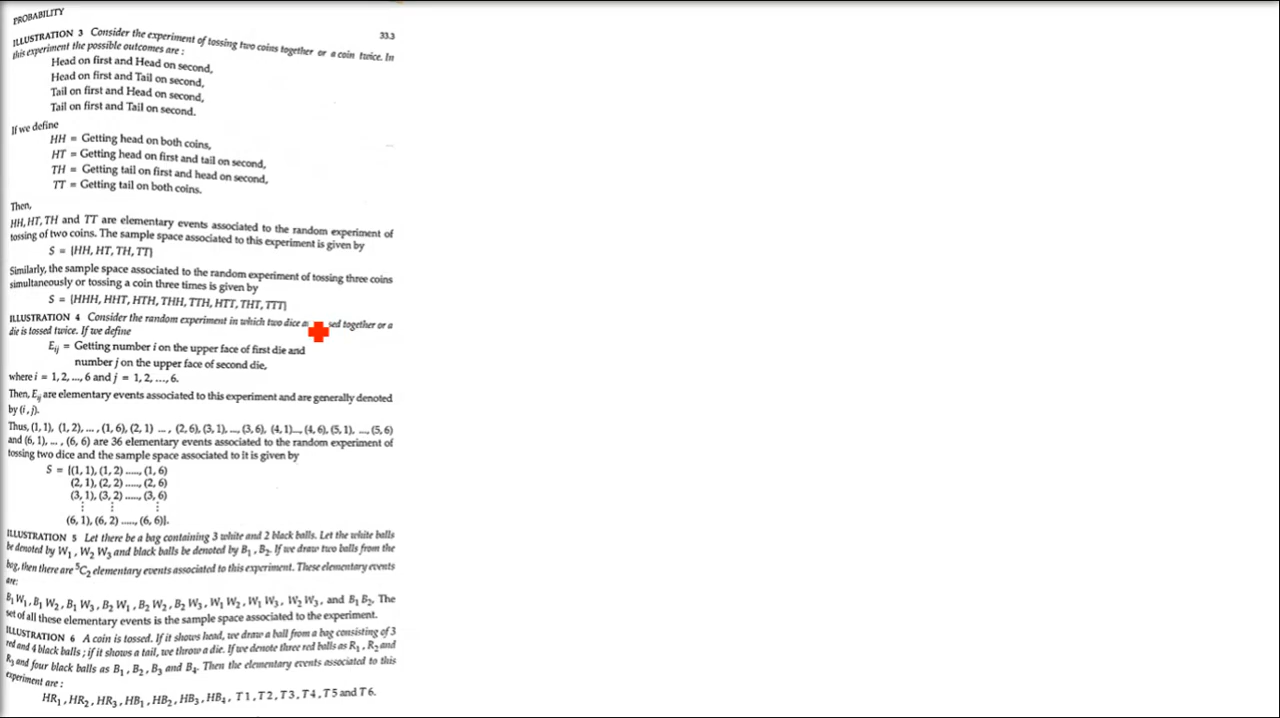 PROBABILITY
33.3
ILLUSTRATION 3 Consider the experiment of tossing two coins together or a coin twice. In
this experiment the possible outcomes are :
Head on first and Head on second,
Head on first and Tail on second,
Tail on first and Head on second,
Tail on first and Tail on second.
If we define
HH = Getting head on both coins,
HT = Getting head on first and tail on second,
TH = Getting tail on first and head on second,
TT = Getting tail on both coins.
Then,
HH, HT, TH and TT are elementary events associated to the random experiment of
tossing of two coins. The sample space associated to this experiment is given by
S = {HH, HT, TH, TT}
Similarly, the sample space associated to the random experiment of tossing three coins
simultaneously or tossing a coin three times is given by
S = {HHH, HHT, HTH, THH, TTH, HTT, THT, TTT}
ILLUSTRATION 4 Consider the random experiment in which two dice sed together or a
die is tossed twice. If we define
E_ij = Getting number i on the upper face of first die and
number j on the upper face of second die,
where i = 1, 2, ..., 6 and j = 1, 2, ..., 6.
Then, E_ij are elementary events associated to this experiment and are generally denoted
by (i, j).
Thus, (1, 1), (1, 2), ... , (1, 6), (2, 1) ..., (2, 6), (3, 1), ..., (3, 6), (4, 1)..., (4, 6), (5, 1), ..., (5, 6)
and (6, 1), ... , (6, 6) are 36 elementary events associated to the random experiment of
tossing two dice and the sample space associated to it is given by
S = {(1, 1), (1, 2) ....., (1, 6)
(2, 1), (2, 2) ....., (2, 6)
(3, 1), (3, 2) ....., (3, 6)
⋮ ⋮ ⋮
(6, 1), (6, 2) ....., (6, 6)}.
ILLUSTRATION 5 Let there be a bag containing 3 white and 2 black balls. Let the white balls
be denoted by W₁, W₂ W₃ and black balls be denoted by B₁, B₂. If we draw two balls from the
bag, then there are ⁵C₂ elementary events associated to this experiment. These elementary events
are:
B₁ W₁, B₁ W₂, B₁ W₃, B₂ W₁, B₂ W₂, B₂ W₃, W₁ W₂, W₁ W₃, W₂ W₃, and B₁ B₂. The
set of all these elementary events is the sample space associated to the experiment.
ILLUSTRATION 6 A coin is tossed. If it shows head, we draw a ball from a bag consisting of 3
red and 4 black balls ; if it shows a tail, we throw a die. If we denote three red balls as R₁, R₂ and
R₃ and four black balls as B₁, B₂, B₃ and B₄. Then the elementary events associated to this
experiment are :
HR₁, HR₂, HR₃, HB₁, HB₂, HB₃, HB₄, T 1, T 2, T 3, T 4, T 5 and T 6.